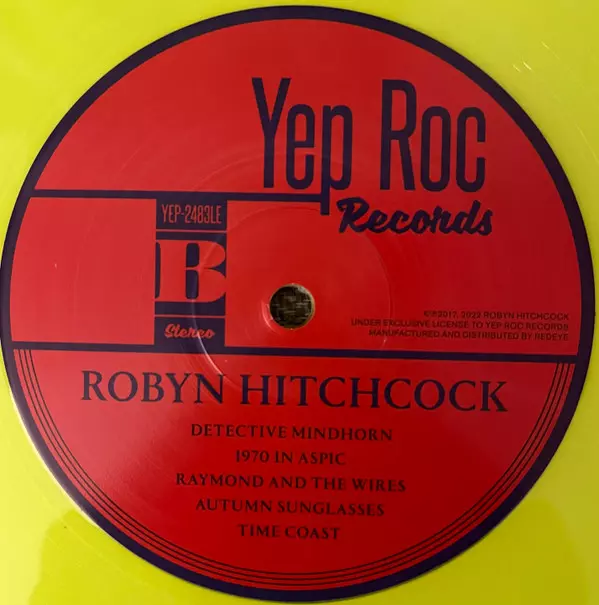 Yep Roc
Records
YEP-2483LE
B
Stereo
©℗2017, 2022 ROBYN HITCHCOCK
UNDER EXCLUSIVE LICENSE TO YEP ROC RECORDS
MANUFACTURED AND DISTRIBUTED BY REDEYE
ROBYN HITCHCOCK
DETECTIVE MINDHORN
1970 IN ASPIC
RAYMOND AND THE WIRES
AUTUMN SUNGLASSES
TIME COAST